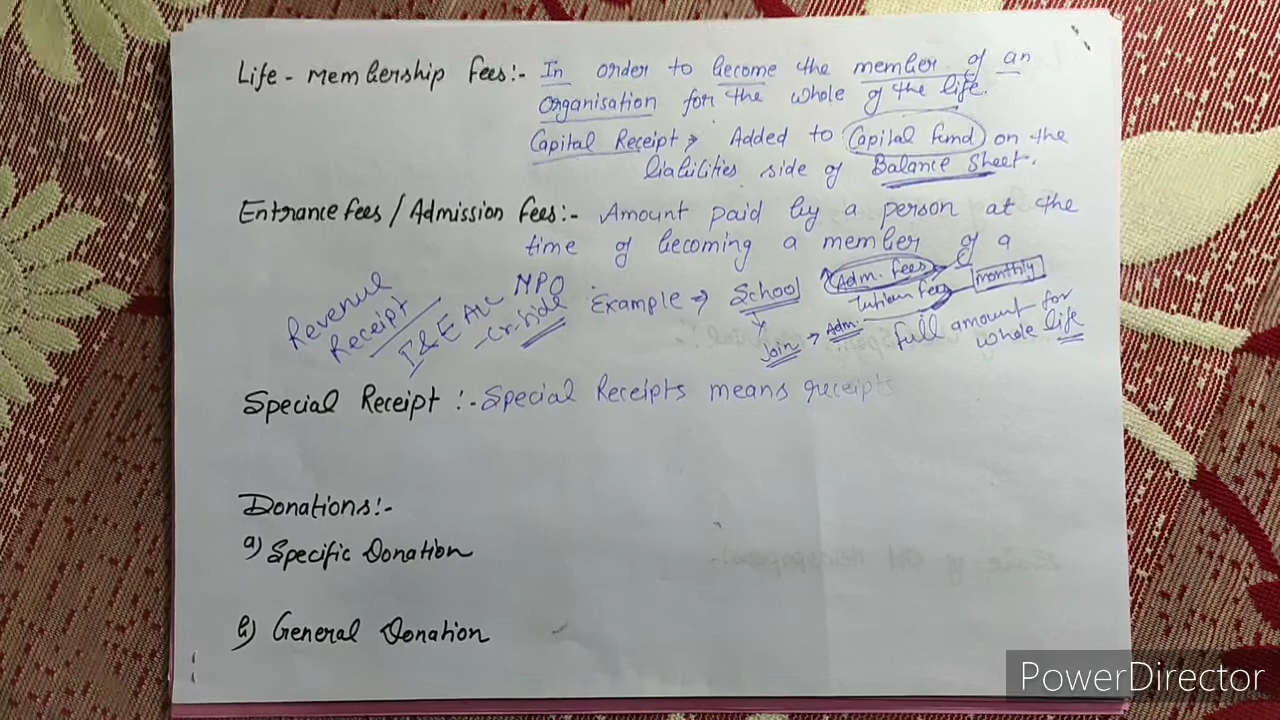 Life - Membership Fees:- In order to become the member of an
organisation for the whole of the life.
Capital Receipt → Added to Capital Fund on the
liabilities side of Balance Sheet.
Entrance Fees / Admission Fees:- Amount paid by a person at the
time of becoming a member of a
NPO Example → School Adm. Fees
Tution Fees monthly
Revenue
Receipt
I & E A/c
- Cr. side
Join → Adm. full amount for
whole life
Special Receipt :- Special Receipts means receipts
Donations:-
a) Specific Donation
b) General Donation
PowerDirector